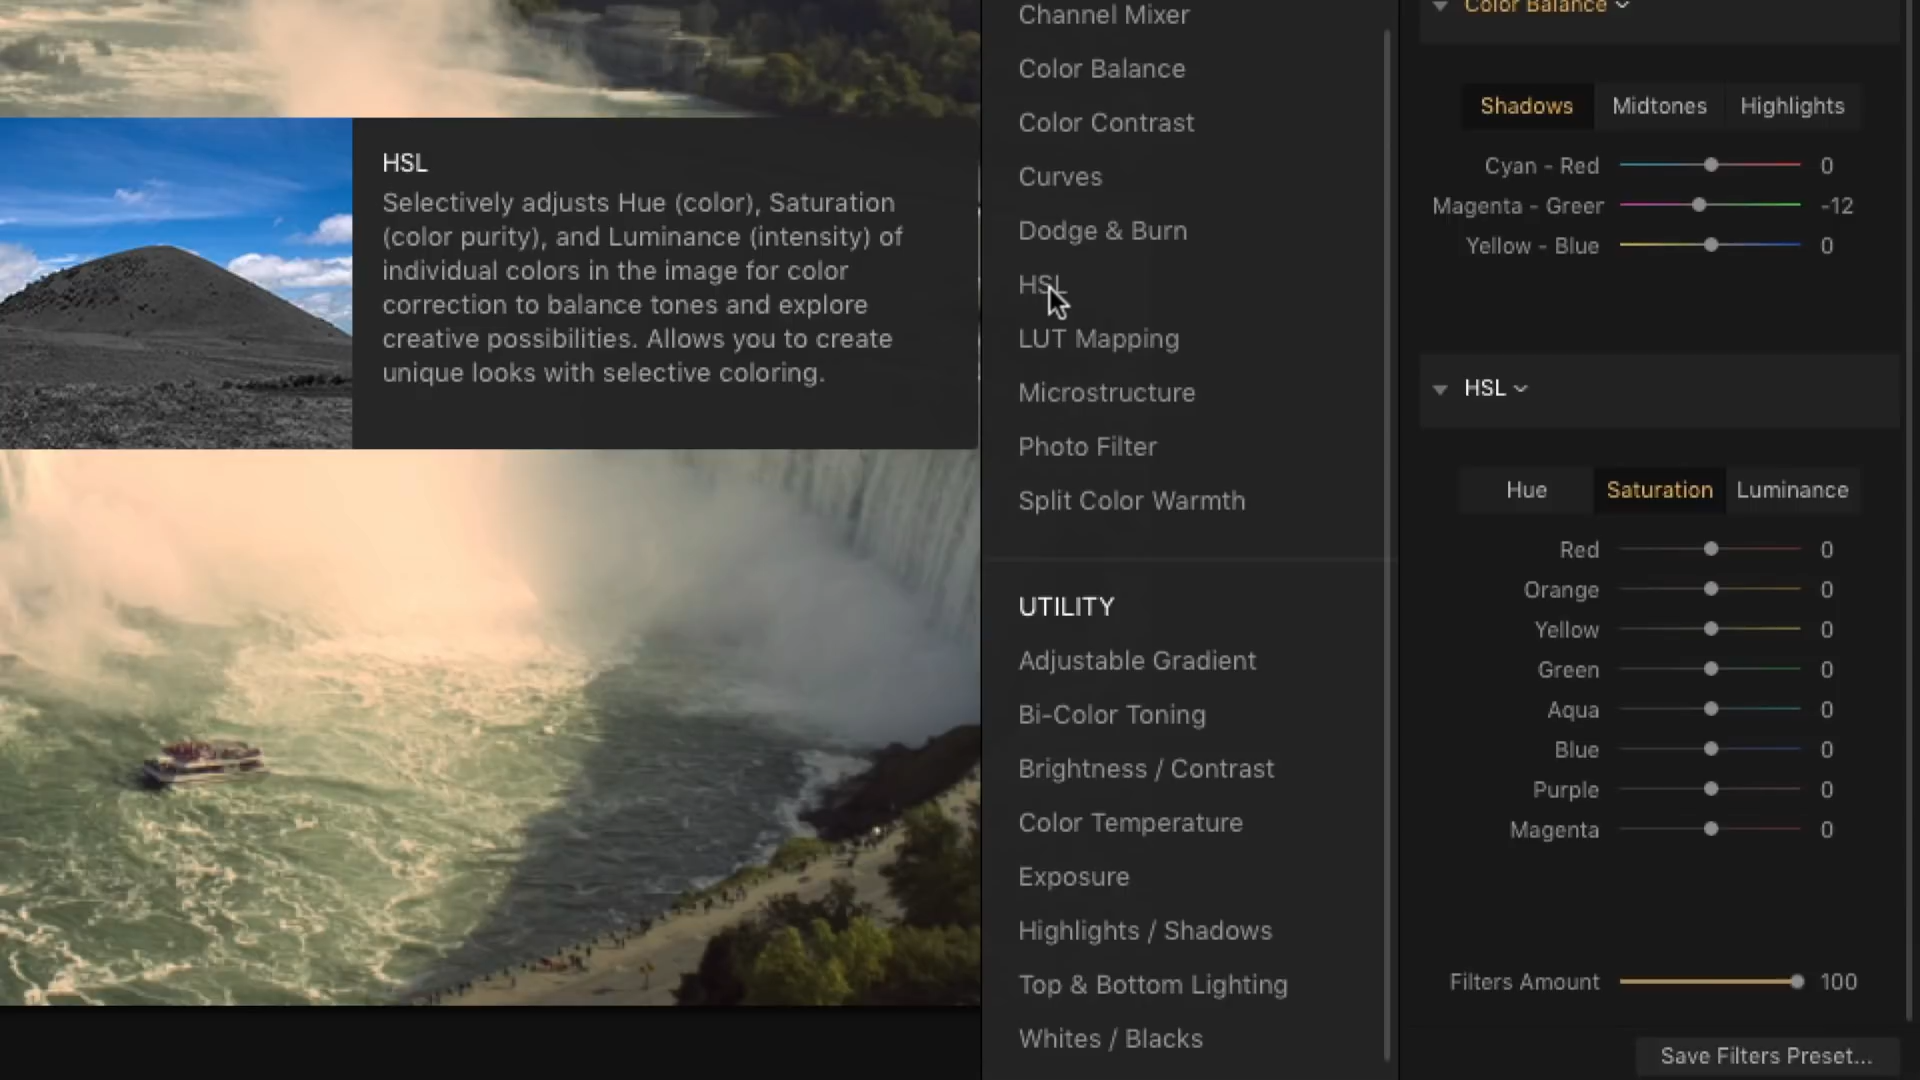 HSL
Selectively adjusts Hue (color), Saturation
(color purity), and Luminance (intensity) of
individual colors in the image for color
correction to balance tones and explore
creative possibilities. Allows you to create
unique looks with selective coloring.
Channel Mixer
Color Balance
Color Contrast
Curves
Dodge & Burn
HSL
LUT Mapping
Microstructure
Photo Filter
Split Color Warmth
UTILITY
Adjustable Gradient
Bi-Color Toning
Brightness / Contrast
Color Temperature
Exposure
Highlights / Shadows
Top & Bottom Lighting
Whites / Blacks
Color Balance
Shadows Midtones Highlights
Cyan - Red 0
Magenta - Green -12
Yellow - Blue 0
HSL
Hue Saturation Luminance
Red 0
Orange 0
Yellow 0
Green 0
Aqua 0
Blue 0
Purple 0
Magenta 0
Filters Amount 100
Save Filters Preset...